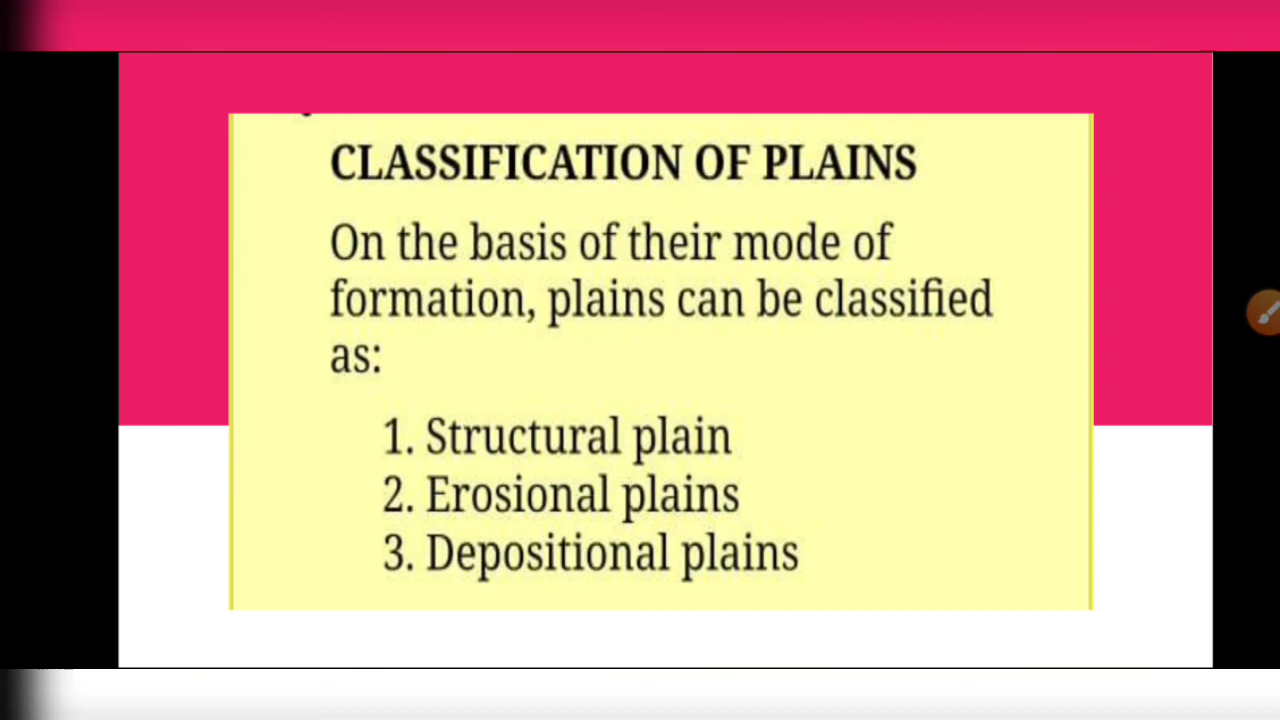 CLASSIFICATION OF PLAINS
On the basis of their mode of
formation, plains can be classified
as:
1. Structural plain
2. Erosional plains
3. Depositional plains